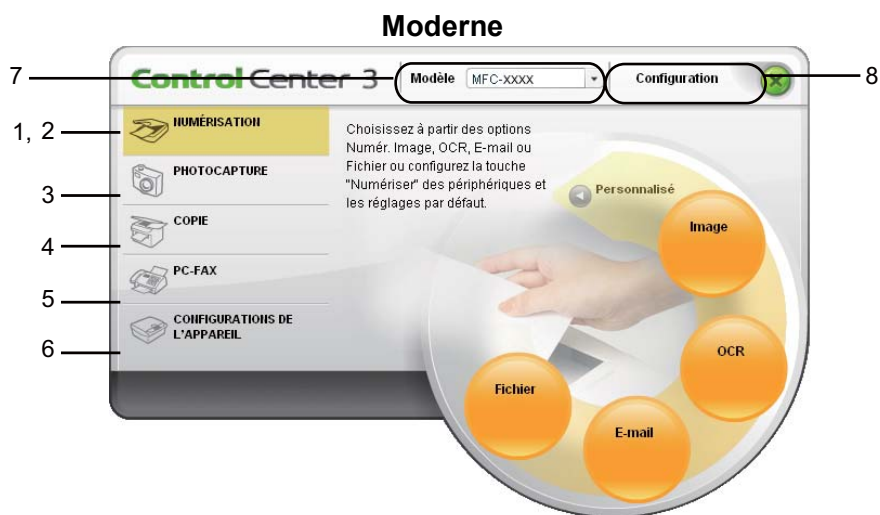 Moderne
7
Control Center 3
Modèle
MFC-XXXX
Configuration
8
1, 2
NUMÉRISATION
3
PHOTOCAPTURE
4
COPIE
5
PC-FAX
6
CONFIGURATIONS DE
L'APPAREIL
Choisissez à partir des options
Numér. Image, OCR, E-mail ou
Fichier ou configurez la touche
"Numériser" des périphériques et
les réglages par défaut.
Personnalisé
Image
OCR
E-mail
Fichier